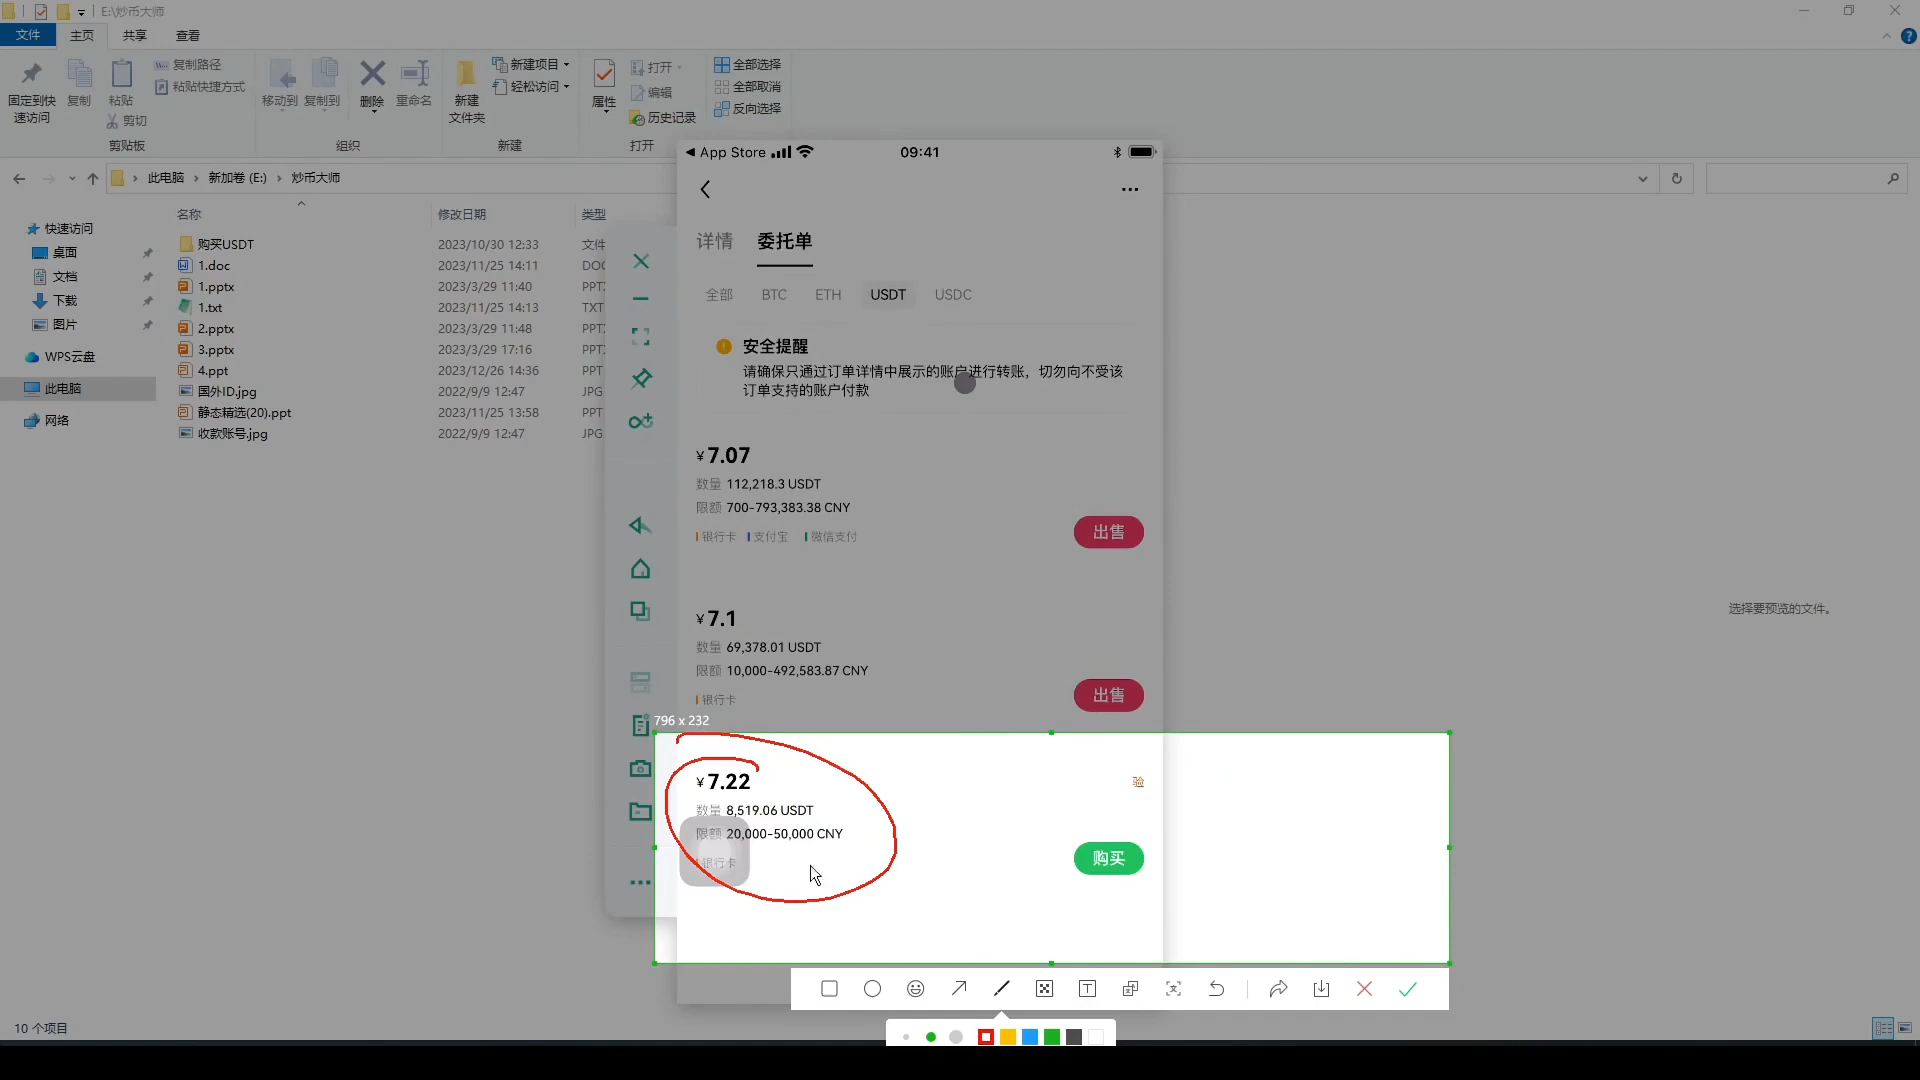 E:\炒币大师
文件 主页 共享 查看
固定到快速访问
复制
粘贴
复制路径
粘贴快捷方式
剪切
剪贴板
移动到
复制到
删除
重命名
组织
新建文件夹
新建项目
轻松访问
新建
属性
打开
编辑
历史记录
打开
全部选择
全部取消
反向选择
此电脑 新加卷 (E:) 炒币大师
快速访问
桌面
文档
下载
图片
WPS云盘
此电脑
网络
名称 修改日期 类型
购买USDT 2023/10/30 12:33 文件
1.doc 2023/11/25 14:11 DOC
1.pptx 2023/3/29 11:40 PPT
1.txt 2023/11/25 14:13 TXT
2.pptx 2023/3/29 11:48 PPT
3.pptx 2023/3/29 17:16 PPT
4.ppt 2023/12/26 14:36 PPT
国外ID.jpg 2022/9/9 12:47 JPG
静态精选(20).ppt 2023/11/25 13:58 PPT
收款账号.jpg 2022/9/9 12:47 JPG
App Store 09:41
详情 委托单
全部 BTC ETH USDT USDC
安全提醒
请确保只通过订单详情中展示的账户进行转账，切勿向不受该
订单支持的账户付款
¥ 7.07
数量 112,218.3 USDT
限额 700-793,383.38 CNY
银行卡 支付宝 微信支付
出售
¥ 7.1
数量 69,378.01 USDT
限额 10,000-492,583.87 CNY
银行卡
出售
796 x 232
¥ 7.22
验
数量 8,519.06 USDT
限额 20,000-50,000 CNY
银行卡
购买
选择要预览的文件。
10 个项目